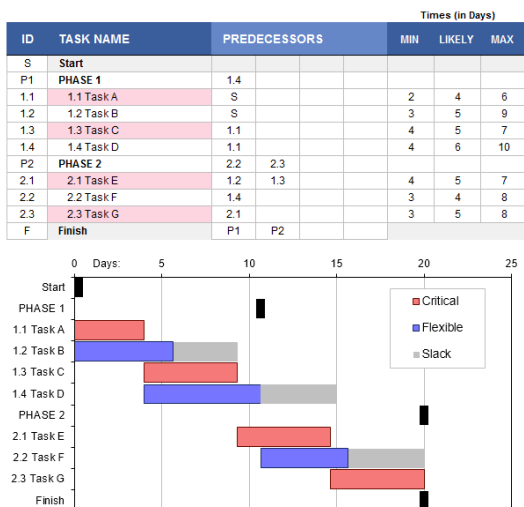 Times (in Days)
ID TASK NAME PREDECESSORS MIN LIKELY MAX
S Start
P1 PHASE 1 1.4
1.1 1.1 Task A S 2 4 6
1.2 1.2 Task B S 3 5 9
1.3 1.3 Task C 1.1 4 5 7
1.4 1.4 Task D 1.1 4 6 10
P2 PHASE 2 2.2 2.3
2.1 2.1 Task E 1.2 1.3 4 5 7
2.2 2.2 Task F 1.4 3 4 8
2.3 2.3 Task G 2.1 3 5 8
F Finish P1 P2
0 Days: 5 10 15 20 25
Start
PHASE 1
1.1 Task A
1.2 Task B
1.3 Task C
1.4 Task D
PHASE 2
2.1 Task E
2.2 Task F
2.3 Task G
Finish
Critical
Flexible
Slack